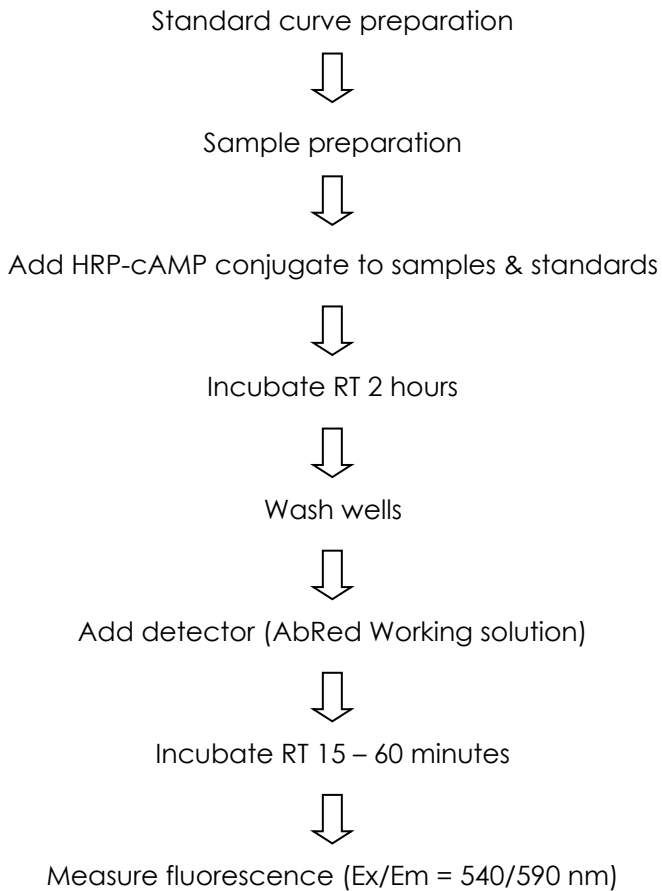 Standard curve preparation
Sample preparation
Add HRP-cAMP conjugate to samples & standards
Incubate RT 2 hours
Wash wells
Add detector (AbRed Working solution)
Incubate RT 15 – 60 minutes
Measure fluorescence (Ex/Em = 540/590 nm)